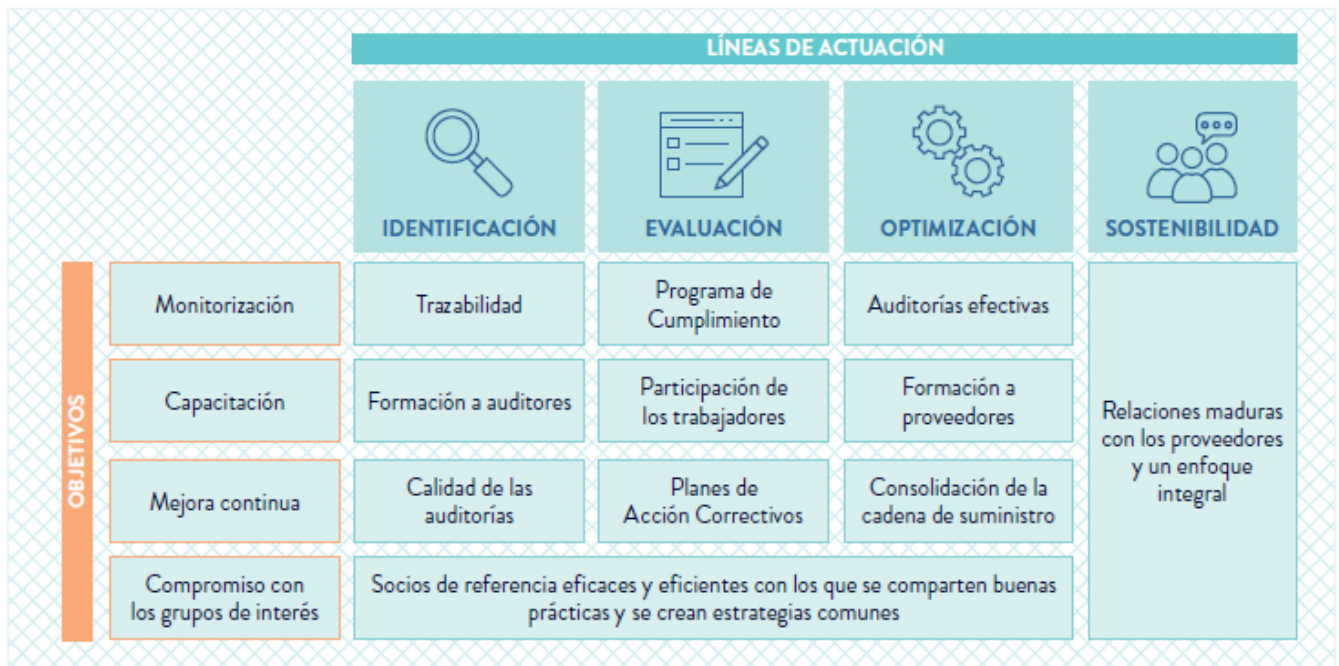 LÍNEAS DE ACTUACIÓN
IDENTIFICACIÓN
EVALUACIÓN
OPTIMIZACIÓN
SOSTENIBILIDAD
OBJETIVOS
Monitorización
Trazabilidad
Programa de
Cumplimiento
Auditorías efectivas
Capacitación
Formación a auditores
Participación de
los trabajadores
Formación a
proveedores
Mejora continua
Calidad de las
auditorías
Planes de
Acción Correctivos
Consolidación de la
cadena de suministro
Compromiso con
los grupos de interés
Socios de referencia eficaces y eficientes con los que se comparten buenas
prácticas y se crean estrategias comunes
Relaciones maduras
con los proveedores
y un enfoque
integral